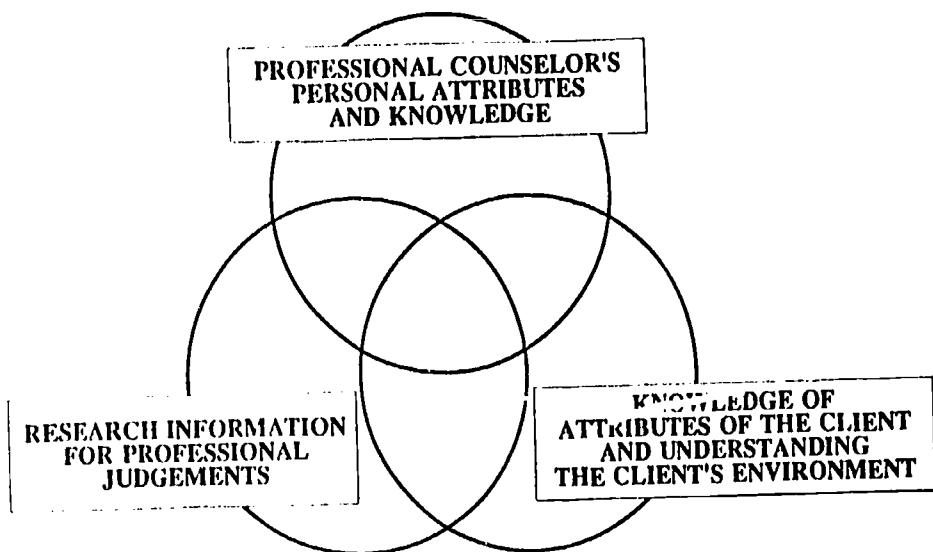 PROFESSIONAL COUNSELOR'S
PERSONAL ATTRIBUTES
AND KNOWLEDGE
RESEARCH INFORMATION
FOR PROFESSIONAL
JUDGEMENTS
KNOWLEDGE OF
ATTRIBUTES OF THE CLIENT
AND UNDERSTANDING
THE CLIENT'S ENVIRONMENT